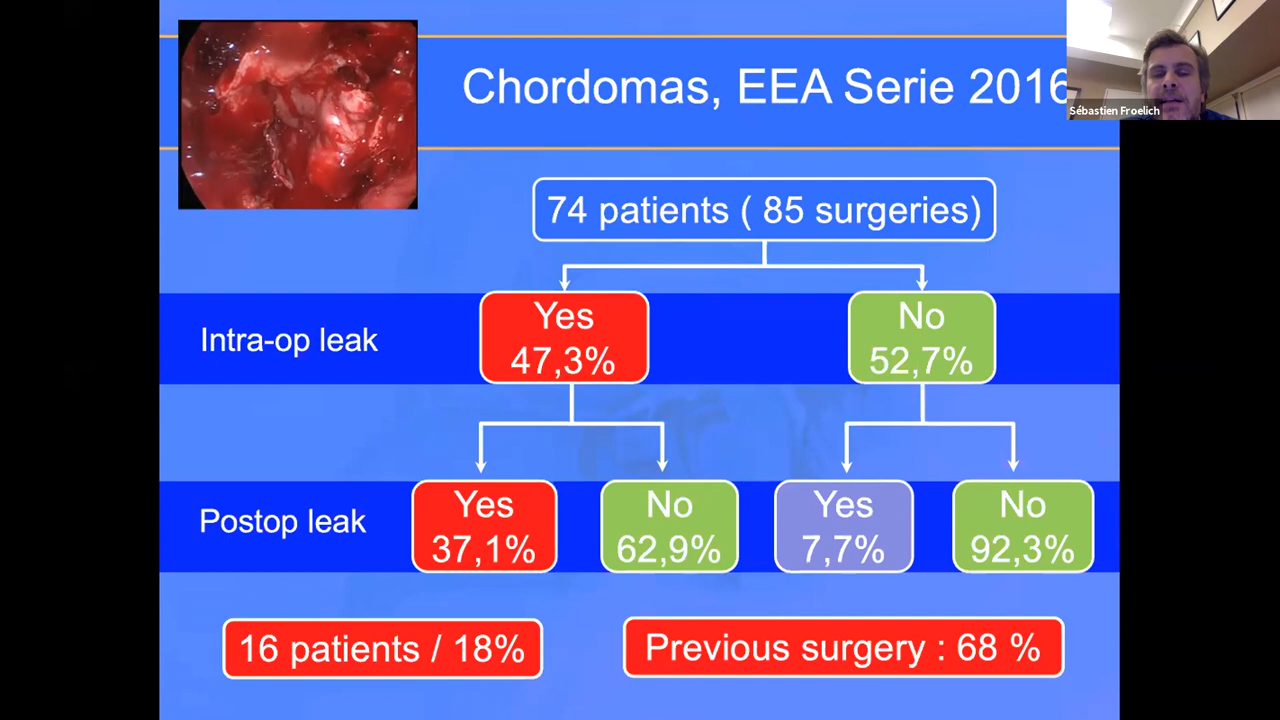 Chordomas, EEA Serie 2016
Sébastien Froelich
74 patients ( 85 surgeries)
Intra-op leak
Yes
47,3%
No
52,7%
Postop leak
Yes
37,1%
No
62,9%
Yes
7,7%
No
92,3%
16 patients / 18%
Previous surgery : 68 %